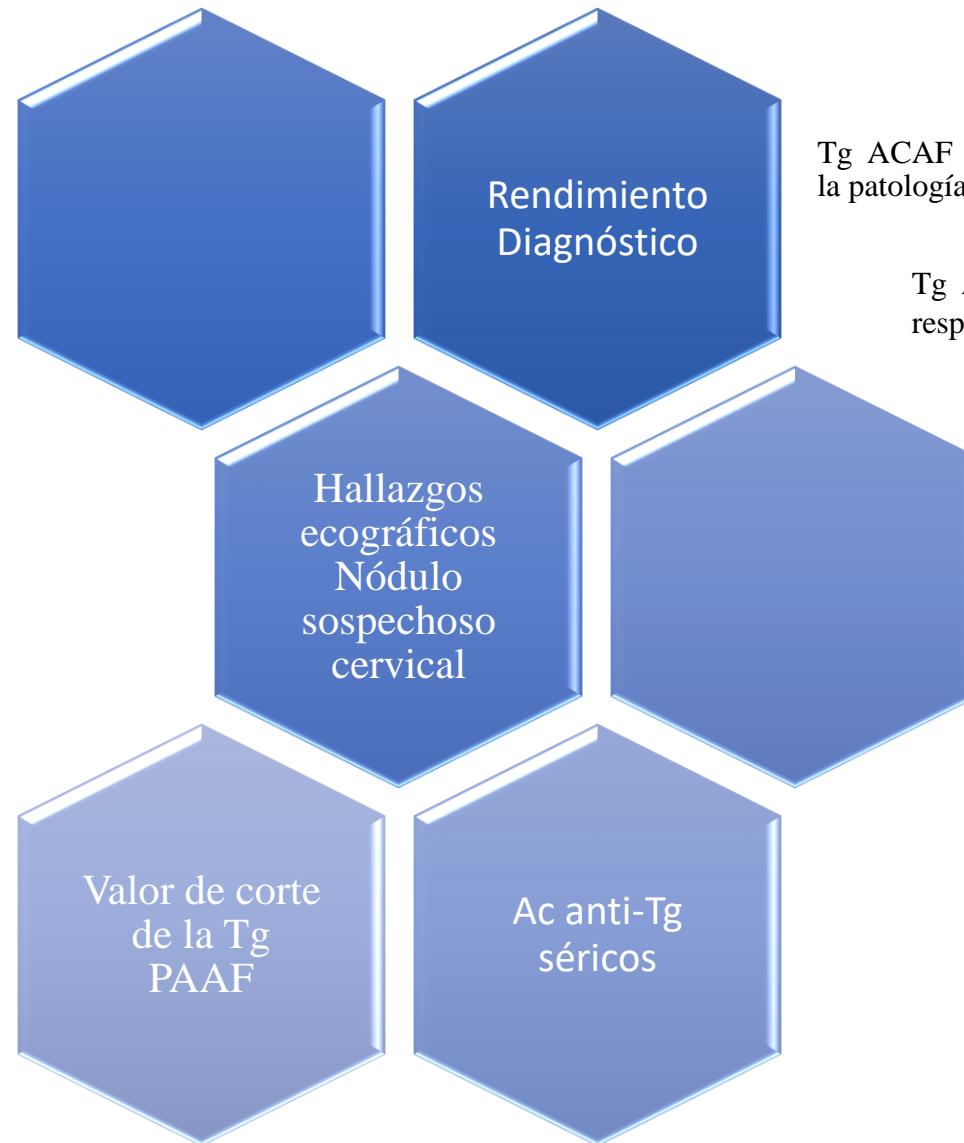 Rendimiento
Diagnóstico
Tg ACAF
la patología
Tg
Hallazgos
ecográficos
Nódulo
sospechoso
cervical
Valor de corte
de la Tg
PAAF
Ac anti-Tg
séricos